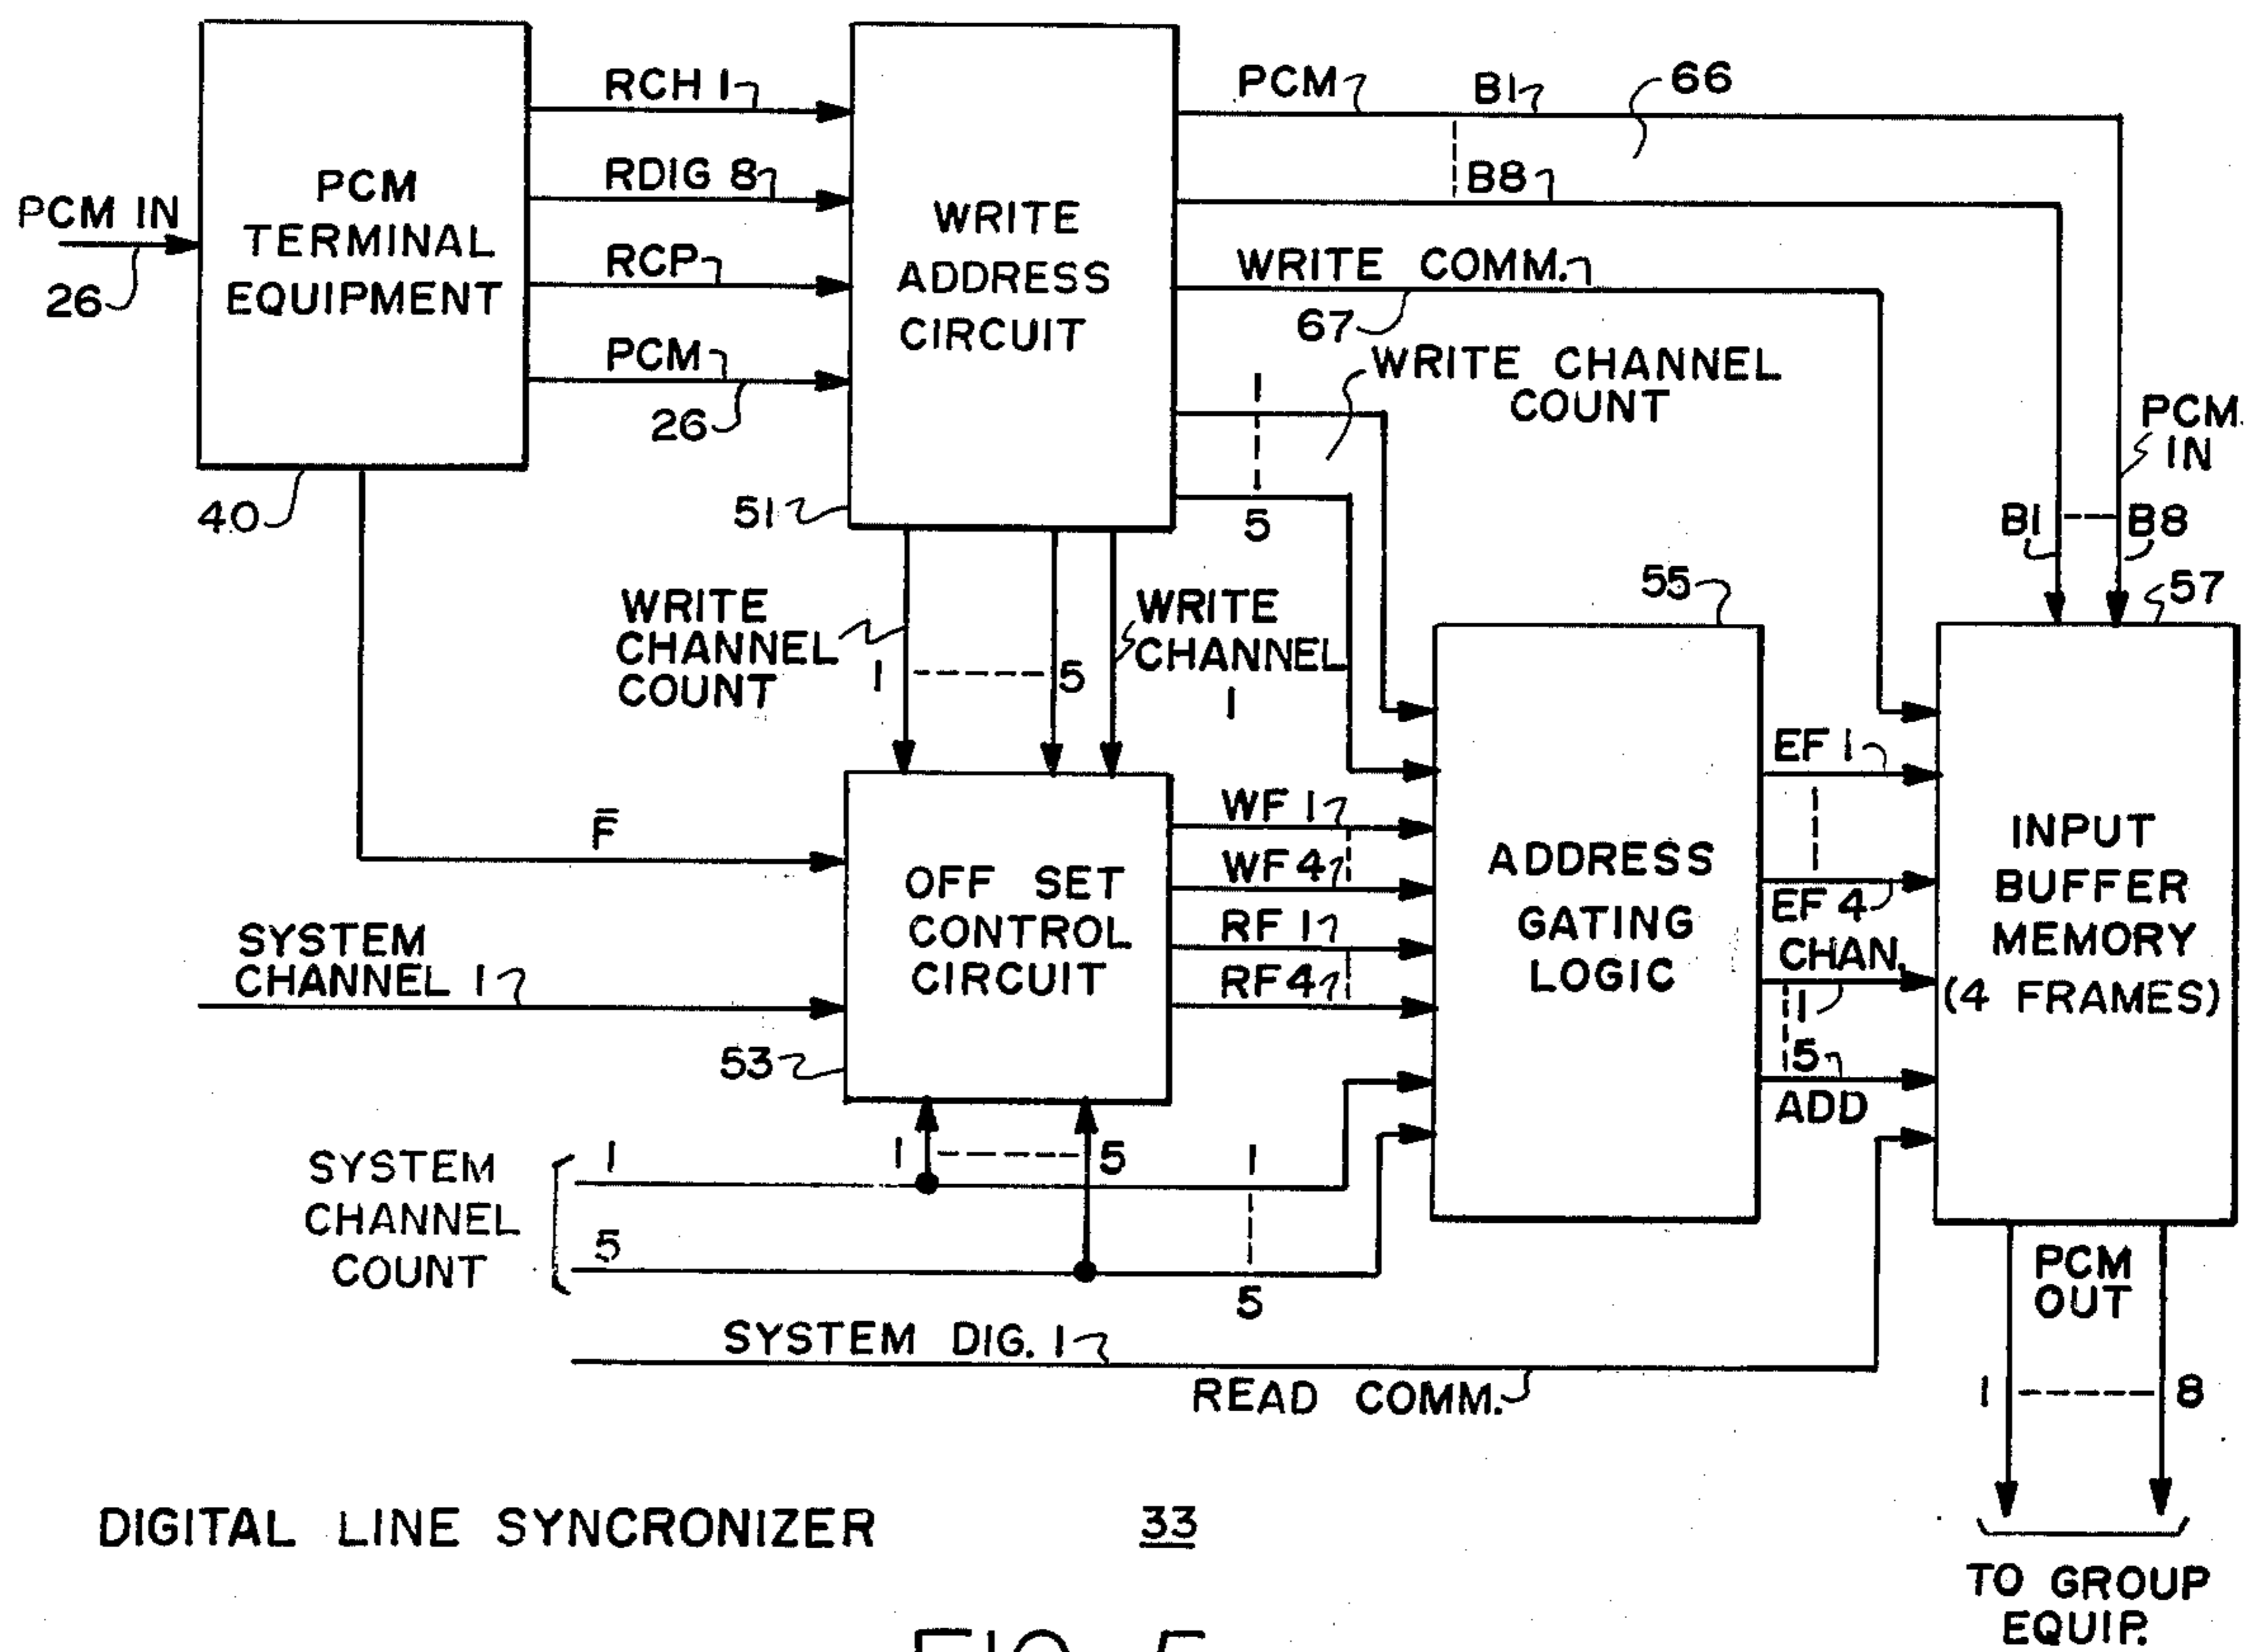 PCM IN
26
PCM
TERMINAL
EQUIPMENT
40
RCH 1
RDIG 8
RCP
PCM
26
WRITE
ADDRESS
CIRCUIT
51
PCM
B1
66
B8
WRITE COMM.
67
WRITE CHANNEL
COUNT
1
5
PCM
IN
B1
B8
57
55
WRITE
CHANNEL
COUNT
1
5
WRITE
CHANNEL
1
F̄
SYSTEM
CHANNEL 1
53
OFF SET
CONTROL
CIRCUIT
WF 1
WF 4
RF 1
RF 4
ADDRESS
GATING
LOGIC
EF 1
EF 4
CHAN.
1
5
ADD
INPUT
BUFFER
MEMORY
(4 FRAMES)
SYSTEM
CHANNEL
COUNT
1
5
1
5
1
5
SYSTEM DIG. 1
READ COMM.
PCM
OUT
1
8
TO GROUP
EQUIP.
DIGITAL LINE SYNCRONIZER
33